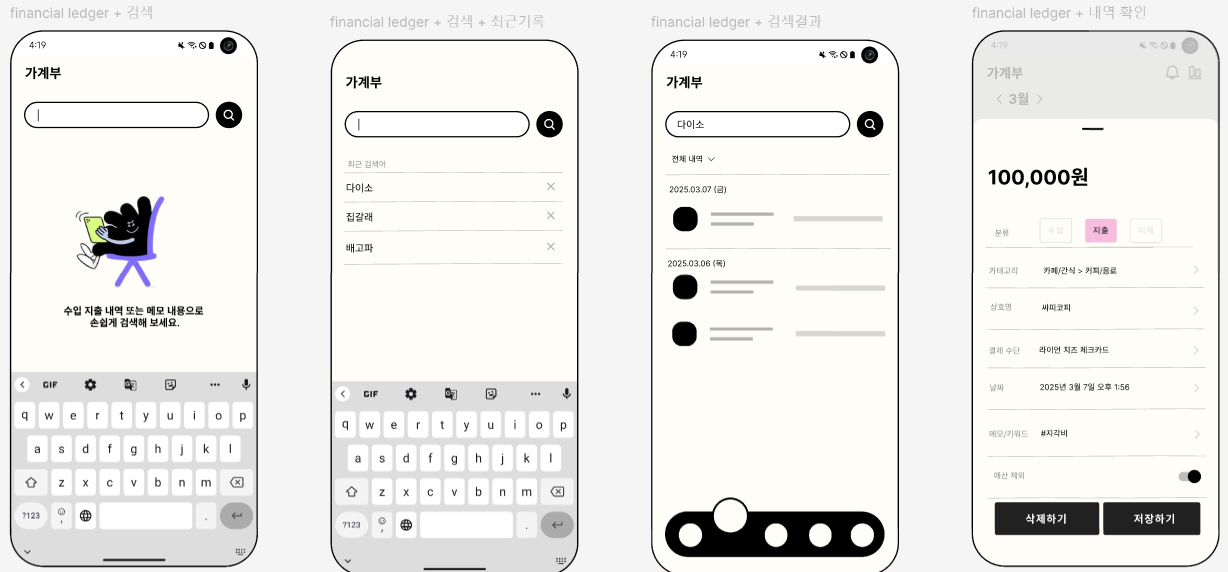 financial ledger + 검색
4:19
가계부
수입 지출 내역 또는 메모 내용으로
손쉽게 검색해 보세요.
GIF
q w e r t y u i o p
a s d f g h j k l
z x c v b n m
?123 , .
financial ledger + 검색 + 최근기록
가계부
최근 검색어
다이소
집갈래
배고파
GIF
q w e r t y u i o p
a s d f g h j k l
z x c v b n m
?123 , .
financial ledger + 검색결과
4:19
가계부
다이소
전체 내역
2025.03.07 (금)
2025.03.06 (목)
financial ledger + 내역 확인
4:19
가계부
< 3월 >
100,000원
분류 수입 지출 이체
카테고리 카페/간식 > 커피/음료
상호명 싸피코피
결제 수단 라이언 치즈 체크카드
날짜 2025년 3월 7일 오후 1:56
메모/키워드 #지각비
예산 제외
삭제하기 저장하기